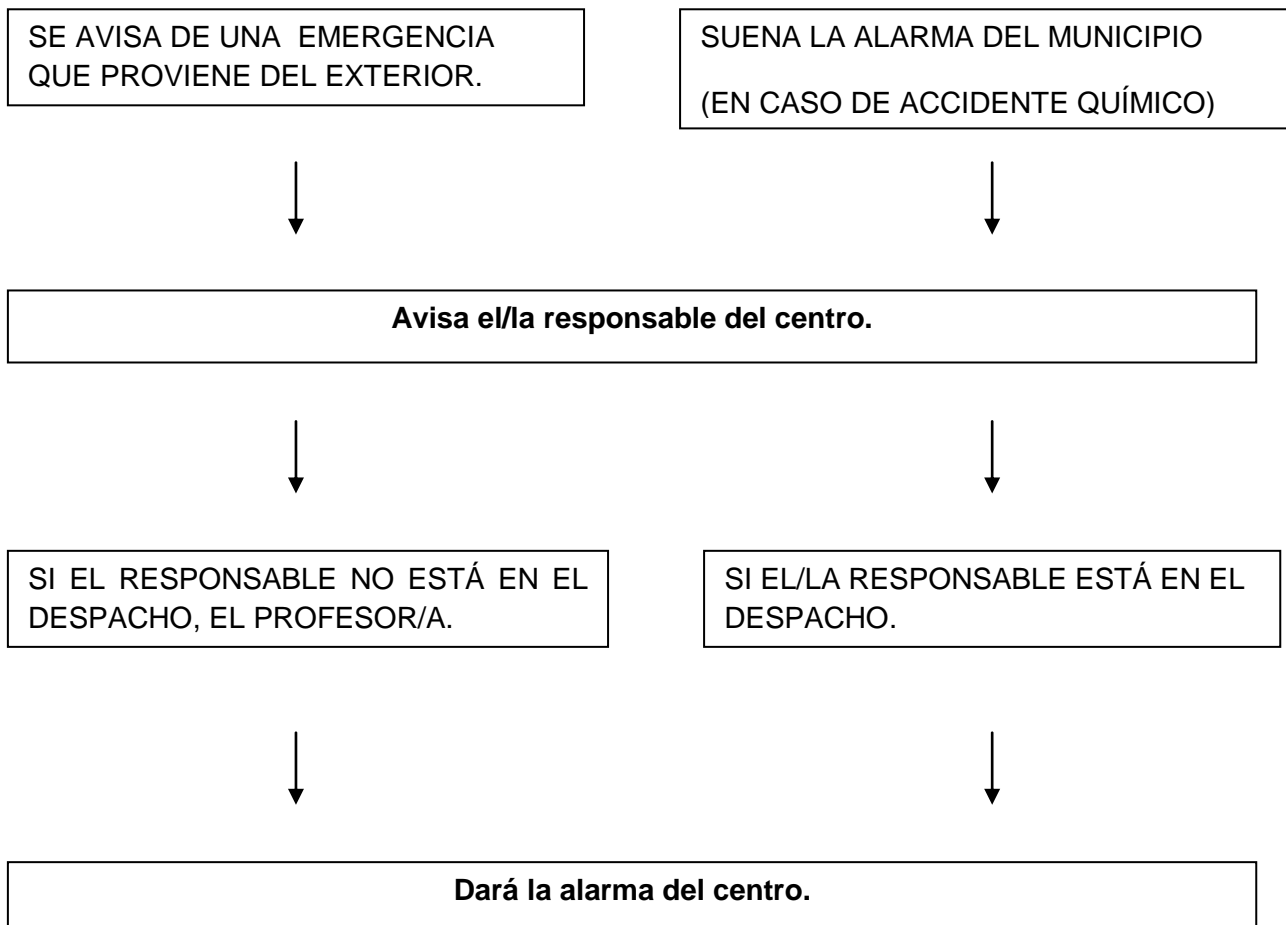 SE AVISA DE UNA EMERGENCIA
QUE PROVIENE DEL EXTERIOR.
SUENA LA ALARMA DEL MUNICIPIO
(EN CASO DE ACCIDENTE QUÍMICO)
Avisa el/la responsable del centro.
SI EL RESPONSABLE NO ESTÁ EN EL
DESPACHO, EL PROFESOR/A.
SI EL/LA RESPONSABLE ESTÁ EN EL
DESPACHO.
Dará la alarma del centro.